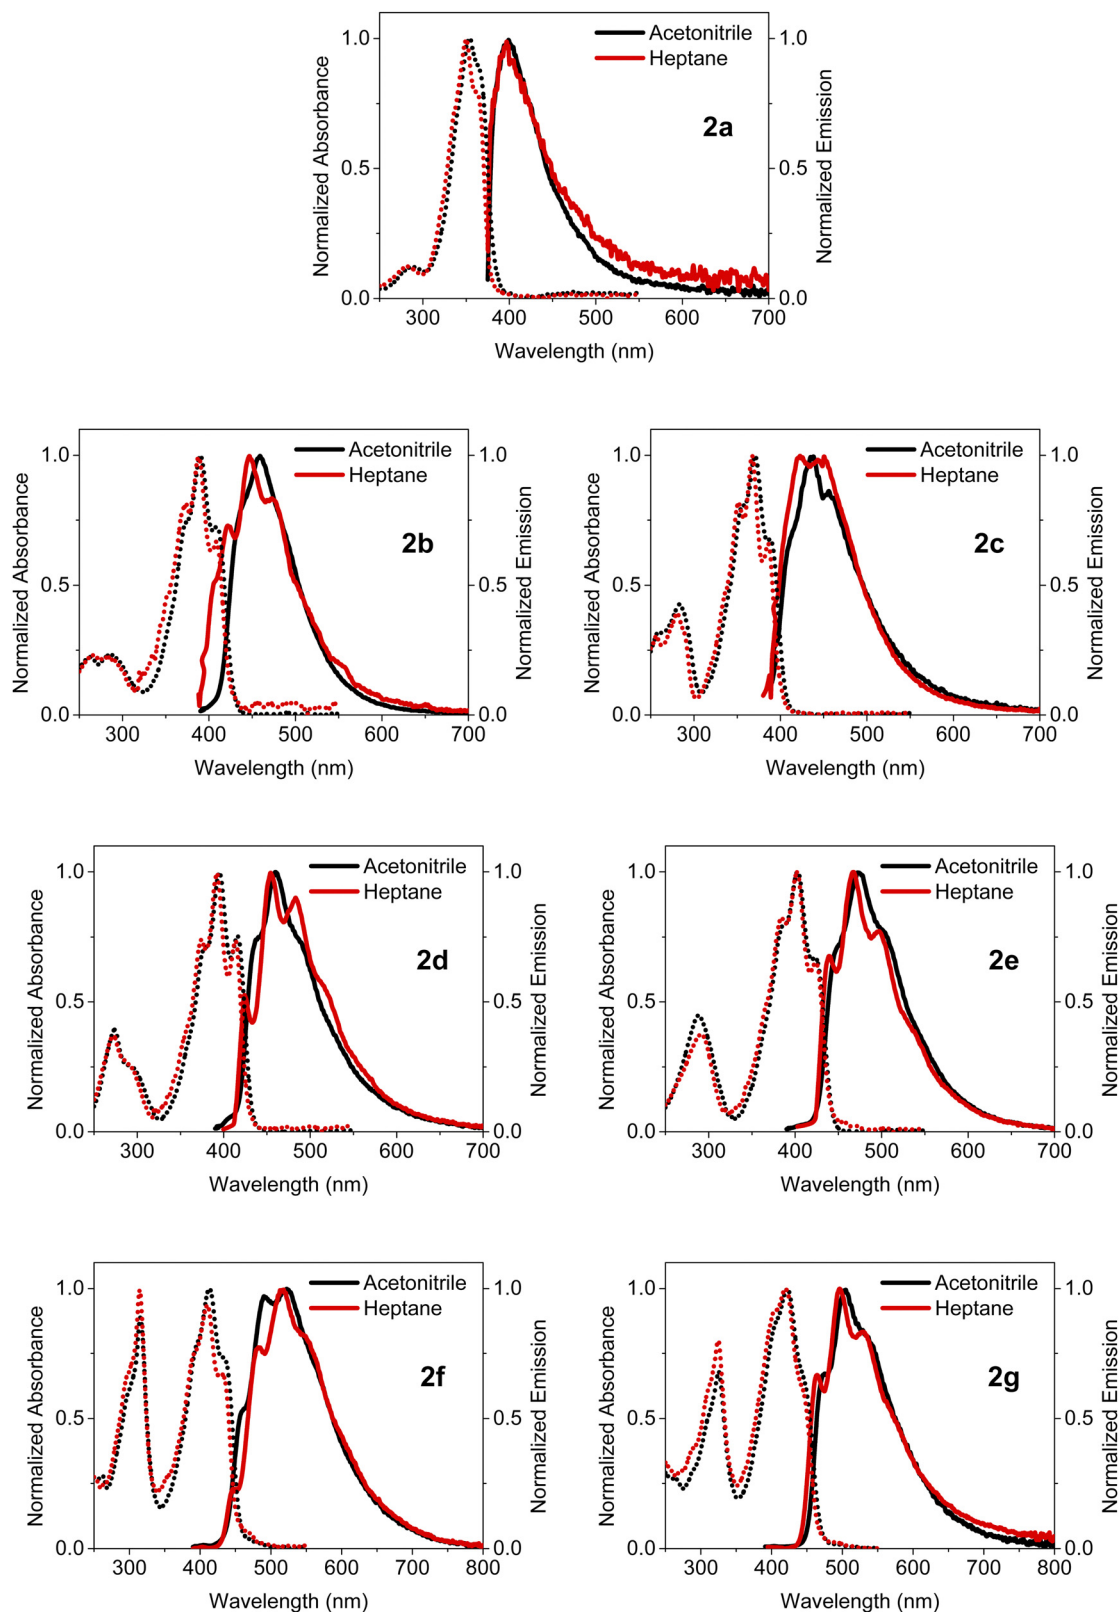 Acetonitrile
Heptane
2a
Normalized Absorbance
Normalized Emission
1.0
0.5
0.0
1.0
0.5
0.0
300 400 500 600 700
Wavelength (nm)
Acetonitrile
Heptane
2b
Normalized Absorbance
Normalized Emission
1.0
0.5
0.0
1.0
0.5
0.0
300 400 500 600 700
Wavelength (nm)
Acetonitrile
Heptane
2c
Normalized Absorbance
Normalized Emission
1.0
0.5
0.0
1.0
0.5
0.0
300 400 500 600 700
Wavelength (nm)
Acetonitrile
Heptane
2d
Normalized Absorbance
Normalized Emission
1.0
0.5
0.0
1.0
0.5
0.0
300 400 500 600 700
Wavelength (nm)
Acetonitrile
Heptane
2e
Normalized Absorbance
Normalized Emission
1.0
0.5
0.0
1.0
0.5
0.0
300 400 500 600 700
Wavelength (nm)
Acetonitrile
Heptane
2f
Normalized Absorbance
Normalized Emission
1.0
0.5
0.0
1.0
0.5
0.0
300 400 500 600 700 800
Wavelength (nm)
Acetonitrile
Heptane
2g
Normalized Absorbance
Normalized Emission
1.0
0.5
0.0
1.0
0.5
0.0
300 400 500 600 700 800
Wavelength (nm)